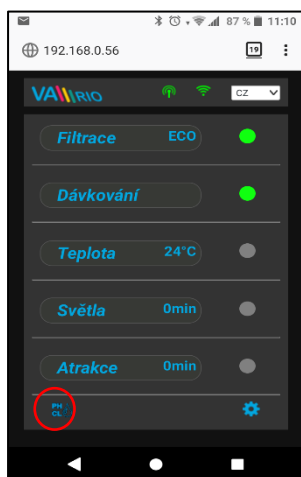 87 % 11:10
192.168.0.56 19
VARIO CZ
Filtrace ECO
Dávkování
Teplota 24°C
Světla 0min
Atrakce 0min
PH
CL